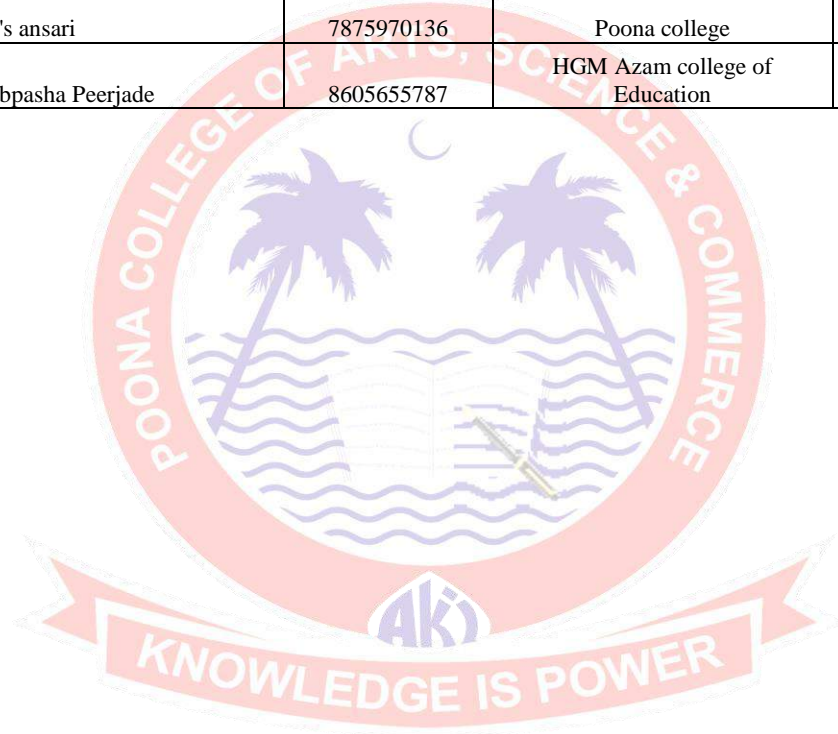 's ansari 7875970136 Poona college
bpasha Peerjade 8605655787 HGM Azam college of Education
POONA COLLEGE OF ARTS, SCIENCE & COMMERCE
AKI
KNOWLEDGE IS POWER